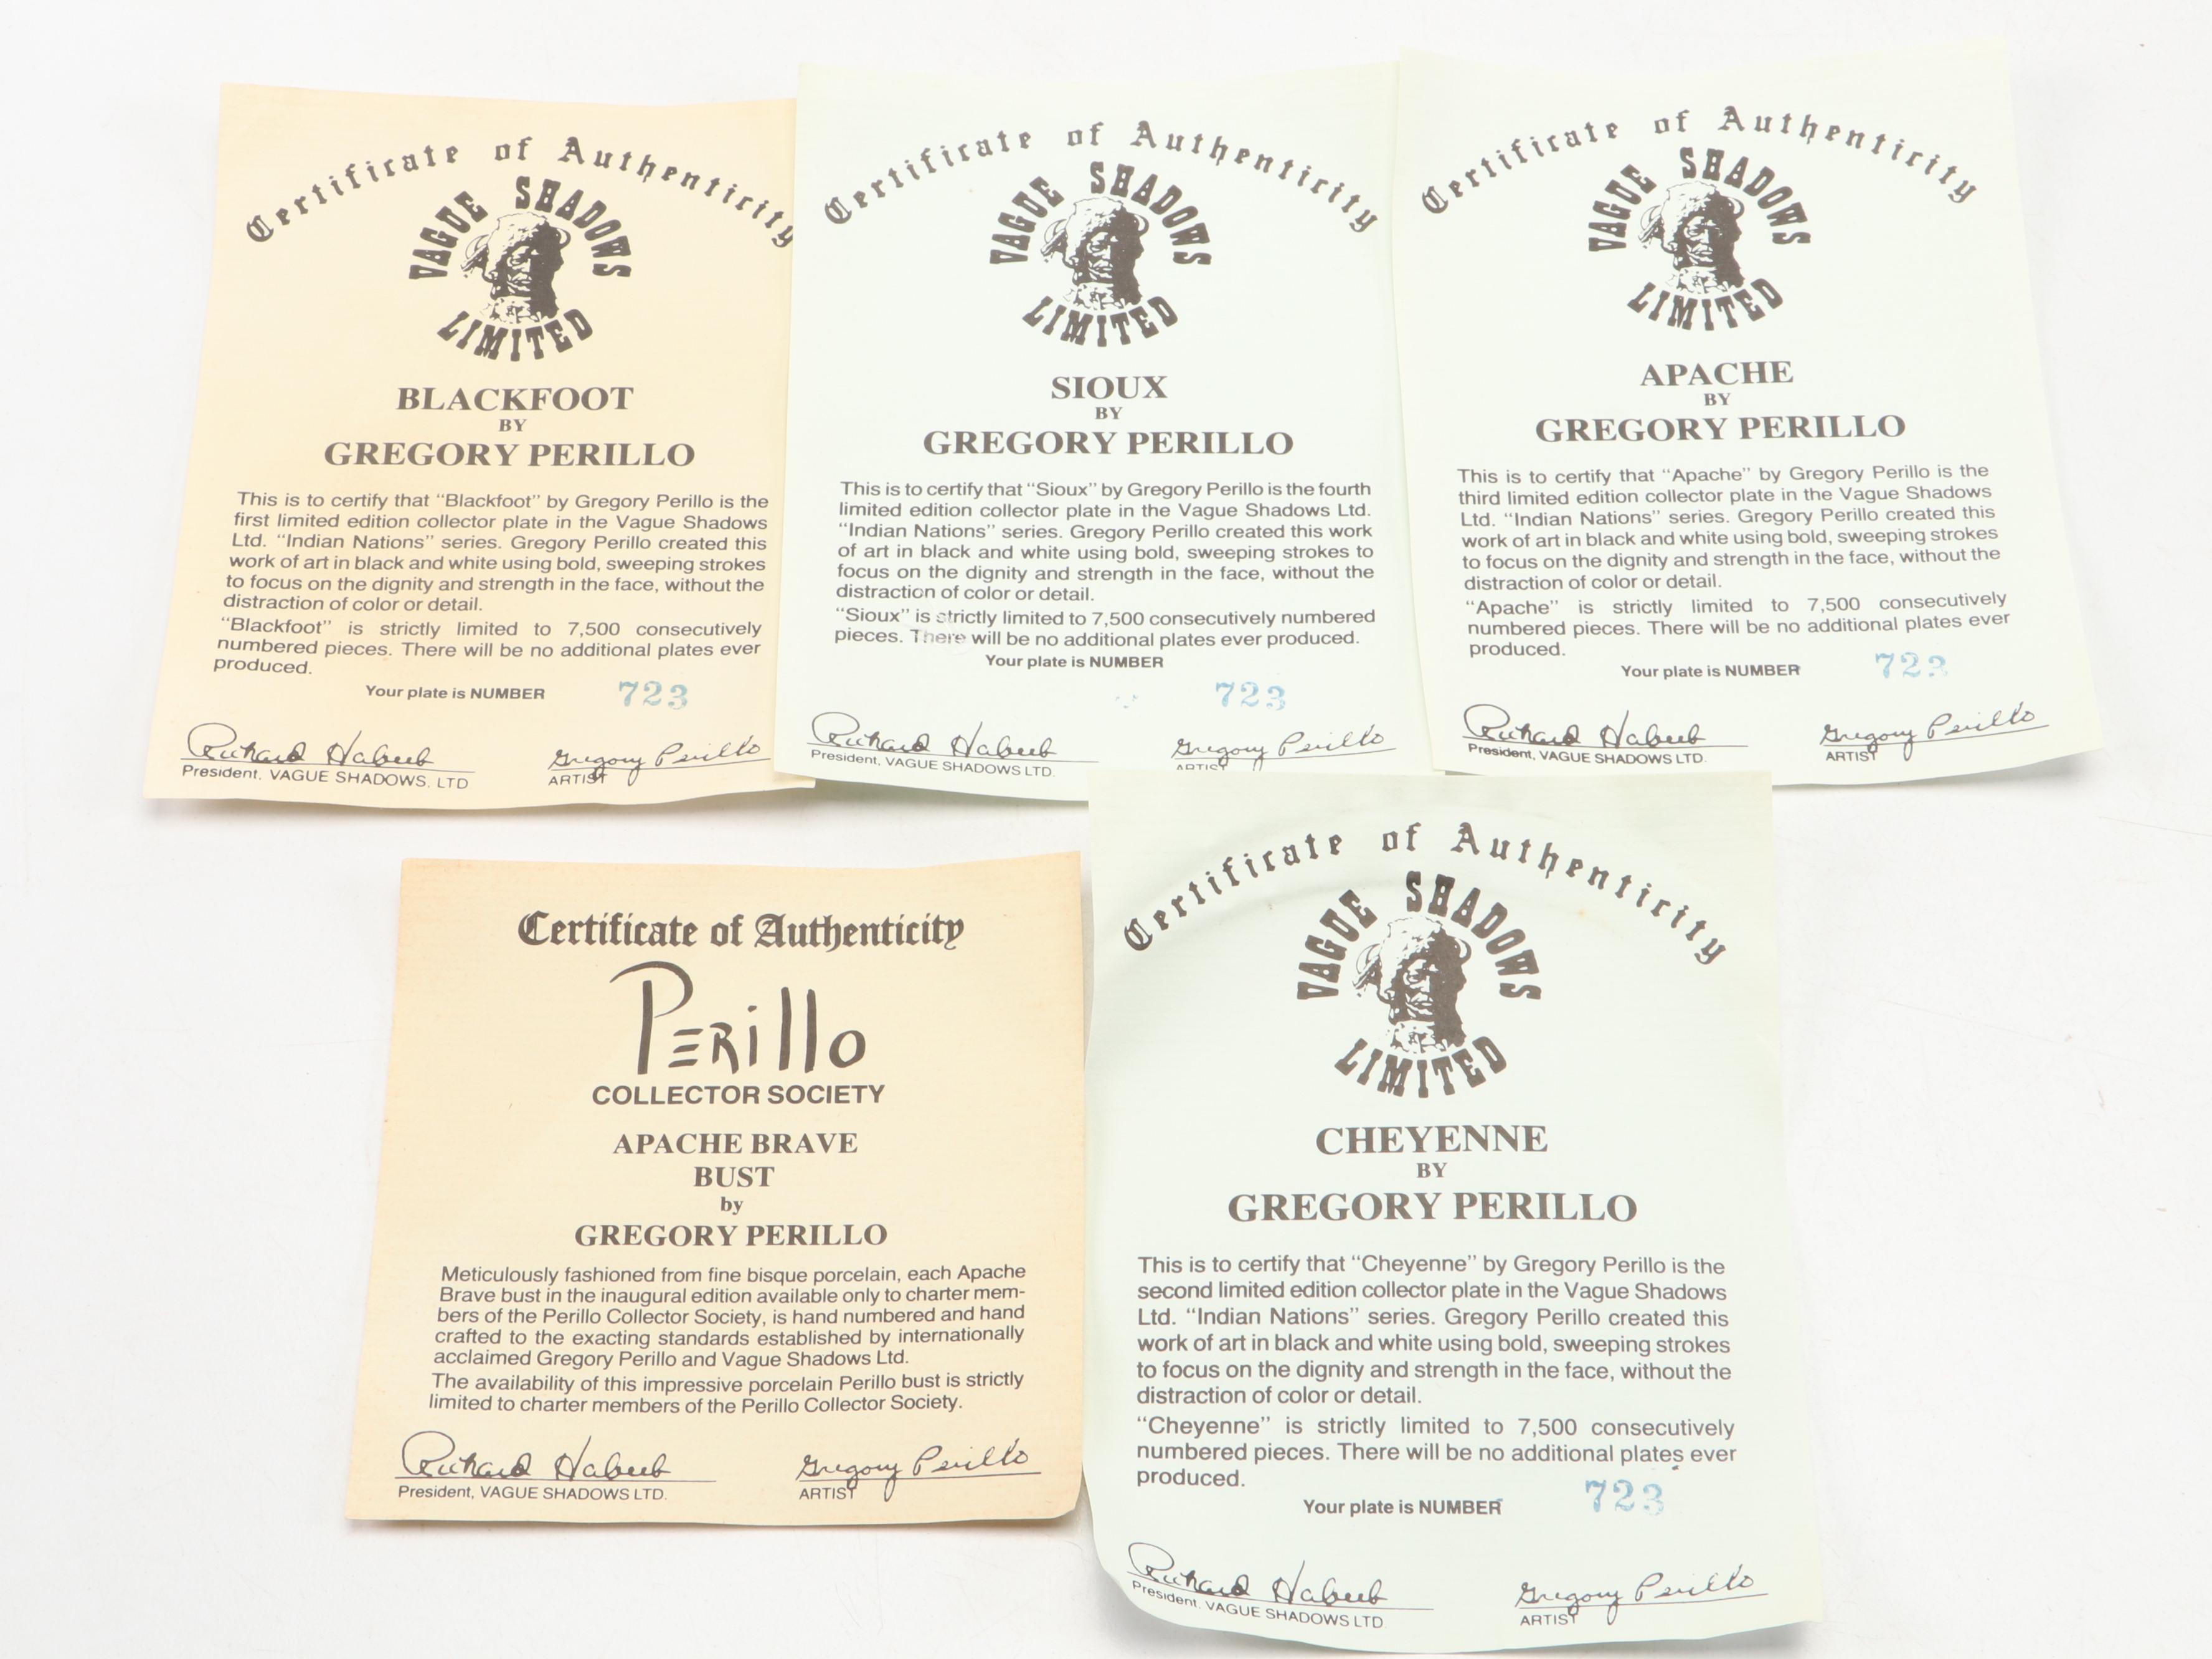 Certificate of Authenticity
VAGUE SHADOWS
LIMITED
BLACKFOOT
BY
GREGORY PERILLO
This is to certify that "Blackfoot" by Gregory Perillo is the
first limited edition collector plate in the Vague Shadows
Ltd. "Indian Nations" series. Gregory Perillo created this
work of art in black and white using bold, sweeping strokes
to focus on the dignity and strength in the face, without the
distraction of color or detail.
"Blackfoot" is strictly limited to 7,500 consecutively
numbered pieces. There will be no additional plates ever
produced.
Your plate is NUMBER 723
Richard Habeeb Gregory Perillo
President, VAGUE SHADOWS, LTD ARTIST
Certificate of Authenticity
VAGUE SHADOWS
LIMITED
SIOUX
BY
GREGORY PERILLO
This is to certify that "Sioux" by Gregory Perillo is the fourth
limited edition collector plate in the Vague Shadows Ltd.
"Indian Nations" series. Gregory Perillo created this work
of art in black and white using bold, sweeping strokes to
focus on the dignity and strength in the face, without the
distraction of color or detail.
"Sioux" is strictly limited to 7,500 consecutively numbered
pieces. There will be no additional plates ever produced.
Your plate is NUMBER
723
Richard Habeeb Gregory Perillo
President, VAGUE SHADOWS LTD. ARTIST
Certificate of Authenticity
VAGUE SHADOWS
LIMITED
APACHE
BY
GREGORY PERILLO
This is to certify that "Apache" by Gregory Perillo is the
third limited edition collector plate in the Vague Shadows
Ltd. "Indian Nations" series. Gregory Perillo created this
work of art in black and white using bold, sweeping strokes
to focus on the dignity and strength in the face, without the
distraction of color or detail.
"Apache" is strictly limited to 7,500 consecutively
numbered pieces. There will be no additional plates ever
produced.
Your plate is NUMBER 723
Richard Habeeb Gregory Perillo
President, VAGUE SHADOWS LTD. ARTIST
Certificate of Authenticity
PERillo
COLLECTOR SOCIETY
APACHE BRAVE
BUST
by
GREGORY PERILLO
Meticulously fashioned from fine bisque porcelain, each Apache
Brave bust in the inaugural edition available only to charter mem-
bers of the Perillo Collector Society, is hand numbered and hand
crafted to the exacting standards established by internationally
acclaimed Gregory Perillo and Vague Shadows Ltd.
The availability of this impressive porcelain Perillo bust is strictly
limited to charter members of the Perillo Collector Society.
Richard Habeeb Gregory Perillo
President, VAGUE SHADOWS LTD. ARTIST
Certificate of Authenticity
VAGUE SHADOWS
LIMITED
CHEYENNE
BY
GREGORY PERILLO
This is to certify that "Cheyenne" by Gregory Perillo is the
second limited edition collector plate in the Vague Shadows
Ltd. "Indian Nations" series. Gregory Perillo created this
work of art in black and white using bold, sweeping strokes
to focus on the dignity and strength in the face, without the
distraction of color or detail.
"Cheyenne" is strictly limited to 7,500 consecutively
numbered pieces. There will be no additional plates ever
produced.
Your plate is NUMBER 723
Richard Habeeb Gregory Perillo
President, VAGUE SHADOWS LTD ARTIST